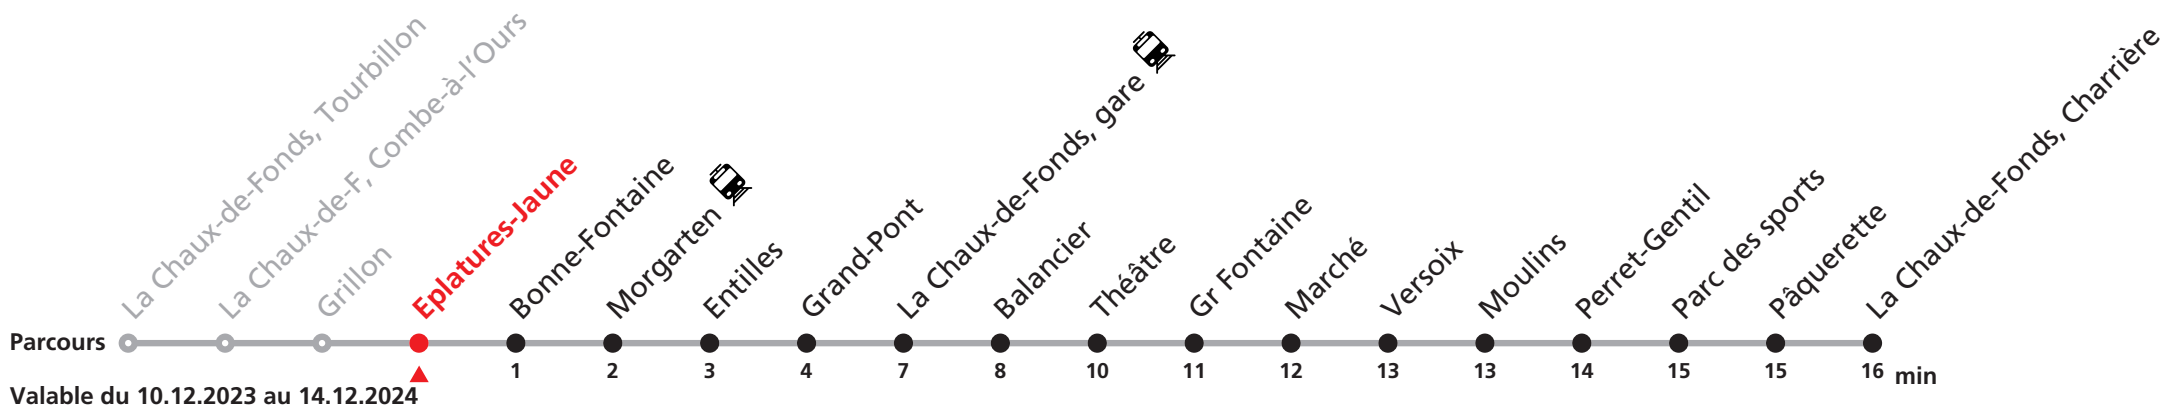 La Chaux-de-Fonds, Tourbillon
La Chaux-de-F, Combe-à-l'Ours
Grillon
Eplatures-Jaune
Bonne-Fontaine
Morgarten
Entilles
Grand-Pont
La Chaux-de-Fonds, gare
Balancier
Théâtre
Gr Fontaine
Marché
Versoix
Moulins
Perret-Gentil
Parc des sports
Pâquerette
La Chaux-de-Fonds, Charrière
Parcours
1 2 3 4 7 8 10 11 12 13 13 14 15 15 16 min
Valable du 10.12.2023 au 14.12.2024